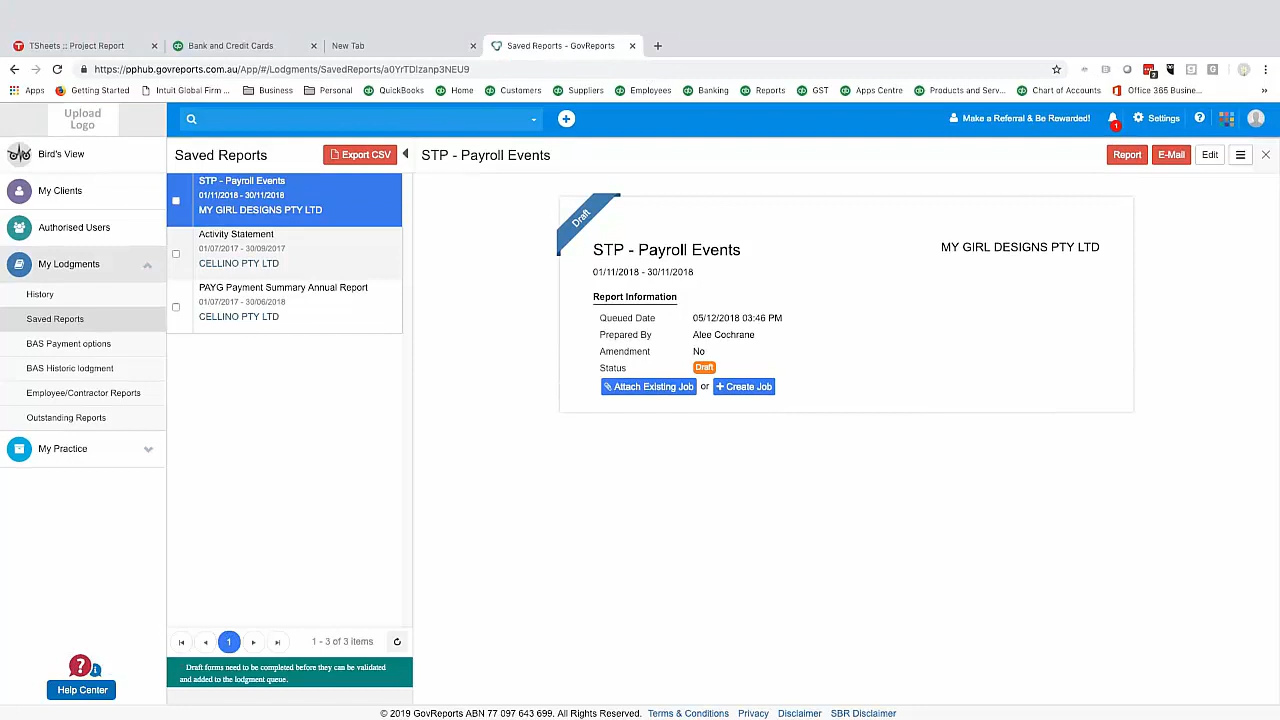 TSheets :: Project Report
Bank and Credit Cards
New Tab
Saved Reports - GovReports
https://pphub.govreports.com.au/App/#/Lodgments/SavedReports/a0YrTDlzanp3NEU9
Apps
Getting Started
Intuit Global Firm ...
Business
Personal
QuickBooks
Home
Customers
Suppliers
Employees
Banking
Reports
GST
Apps Centre
Products and Serv...
Chart of Accounts
Office 365 Busine...
»
Upload
Logo
Make a Referral & Be Rewarded!
1
Settings
Bird's View
My Clients
Authorised Users
My Lodgments
History
Saved Reports
BAS Payment options
BAS Historic lodgment
Employee/Contractor Reports
Outstanding Reports
My Practice
Help Center
Saved Reports
Export CSV
STP - Payroll Events
01/11/2018 - 30/11/2018
MY GIRL DESIGNS PTY LTD
Activity Statement
01/07/2017 - 30/09/2017
CELLINO PTY LTD
PAYG Payment Summary Annual Report
01/07/2017 - 30/06/2018
CELLINO PTY LTD
1
1 - 3 of 3 items
Draft forms need to be completed before they can be validated
and added to the lodgment queue.
STP - Payroll Events
Report
E-Mail
Edit
Draft
STP - Payroll Events
MY GIRL DESIGNS PTY LTD
01/11/2018 - 30/11/2018
Report Information
Queued Date 05/12/2018 03:46 PM
Prepared By Alee Cochrane
Amendment No
Status Draft
Attach Existing Job or + Create Job
© 2019 GovReports ABN 77 097 643 699. All Rights Reserved. Terms & Conditions Privacy Disclaimer SBR Disclaimer